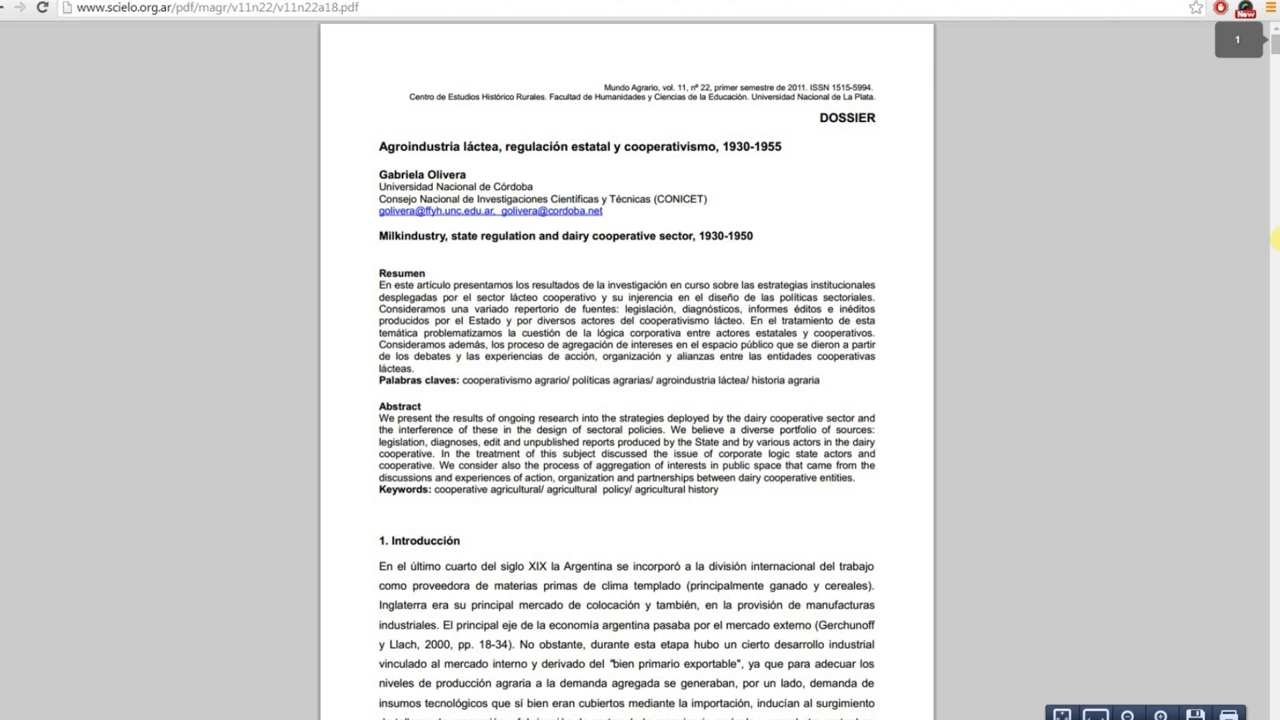 www.scielo.org.ar/pdf/magr/v11n22/v11n22a18.pdf
New
1
Mundo Agrario, vol. 11, nº 22, primer semestre de 2011. ISSN 1515-5994.
Centro de Estudios Histórico Rurales. Facultad de Humanidades y Ciencias de la Educación. Universidad Nacional de La Plata.
DOSSIER
Agroindustria láctea, regulación estatal y cooperativismo, 1930-1955
Gabriela Olivera
Universidad Nacional de Córdoba
Consejo Nacional de Investigaciones Científicas y Técnicas (CONICET)
golivera@ffyh.unc.edu.ar, golivera@cordoba.net
Milkindustry, state regulation and dairy cooperative sector, 1930-1950
Resumen
En este artículo presentamos los resultados de la investigación en curso sobre las estrategias institucionales
desplegadas por el sector lácteo cooperativo y su injerencia en el diseño de las políticas sectoriales.
Consideramos una variado repertorio de fuentes: legislación, diagnósticos, informes éditos e inéditos
producidos por el Estado y por diversos actores del cooperativismo lácteo. En el tratamiento de esta
temática problematizamos la cuestión de la lógica corporativa entre actores estatales y cooperativos.
Consideramos además, los proceso de agregación de intereses en el espacio público que se dieron a partir
de los debates y las experiencias de acción, organización y alianzas entre las entidades cooperativas
lácteas.
Palabras claves: cooperativismo agrario/ políticas agrarias/ agroindustria láctea/ historia agraria
Abstract
We present the results of ongoing research into the strategies deployed by the dairy cooperative sector and
the interference of these in the design of sectoral policies. We believe a diverse portfolio of sources:
legislation, diagnoses, edit and unpublished reports produced by the State and by various actors in the dairy
cooperative. In the treatment of this subject discussed the issue of corporate logic state actors and
cooperative. We consider also the process of aggregation of interests in public space that came from the
discussions and experiences of action, organization and partnerships between dairy cooperative entities.
Keywords: cooperative agricultural/ agricultural policy/ agricultural history
1. Introducción
En el último cuarto del siglo XIX la Argentina se incorporó a la división internacional del trabajo
como proveedora de materias primas de clima templado (principalmente ganado y cereales).
Inglaterra era su principal mercado de colocación y también, en la provisión de manufacturas
industriales. El principal eje de la economía argentina pasaba por el mercado externo (Gerchunoff
y Llach, 2000, pp. 18-34). No obstante, durante esta etapa hubo un cierto desarrollo industrial
vinculado al mercado interno y derivado del "bien primario exportable", ya que para adecuar los
niveles de producción agraria a la demanda agregada se generaban, por un lado, demanda de
insumos tecnológicos que si bien eran cubiertos mediante la importación, inducían al surgimiento